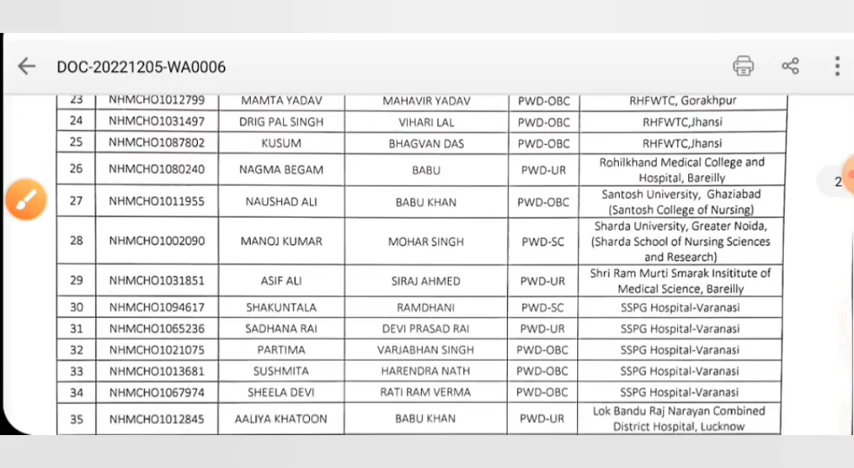 DOC-20221205-WA0006
23 NHMCHO1012799 MAMTA YADAV MAHAVIR YADAV PWD-OBC RHFWTC, Gorakhpur
24 NHMCHO1031497 DRIG PAL SINGH VIHARI LAL PWD-OBC RHFWTC,Jhansi
25 NHMCHO1087802 KUSUM BHAGVAN DAS PWD-OBC RHFWTC,Jhansi
26 NHMCHO1080240 NAGMA BEGAM BABU PWD-UR Rohilkhand Medical College and
Hospital, Bareilly
2
27 NHMCHO1011955 NAUSHAD ALI BABU KHAN PWD-OBC Santosh University, Ghaziabad
(Santosh College of Nursing)
28 NHMCHO1002090 MANOJ KUMAR MOHAR SINGH PWD-SC Sharda University, Greater Noida,
(Sharda School of Nursing Sciences
and Research)
29 NHMCHO1031851 ASIF ALI SIRAJ AHMED PWD-UR Shri Ram Murti Smarak Insititute of
Medical Science, Bareilly
30 NHMCHO1094617 SHAKUNTALA RAMDHANI PWD-SC SSPG Hospital-Varanasi
31 NHMCHO1065236 SADHANA RAI DEVI PRASAD RAI PWD-UR SSPG Hospital-Varanasi
32 NHMCHO1021075 PARTIMA VARJABHAN SINGH PWD-OBC SSPG Hospital-Varanasi
33 NHMCHO1013681 SUSHMITA HARENDRA NATH PWD-OBC SSPG Hospital-Varanasi
34 NHMCHO1067974 SHEELA DEVI RATI RAM VERMA PWD-OBC SSPG Hospital-Varanasi
35 NHMCHO1012845 AALIYA KHATOON BABU KHAN PWD-UR Lok Bandu Raj Narayan Combined
District Hospital, Lucknow